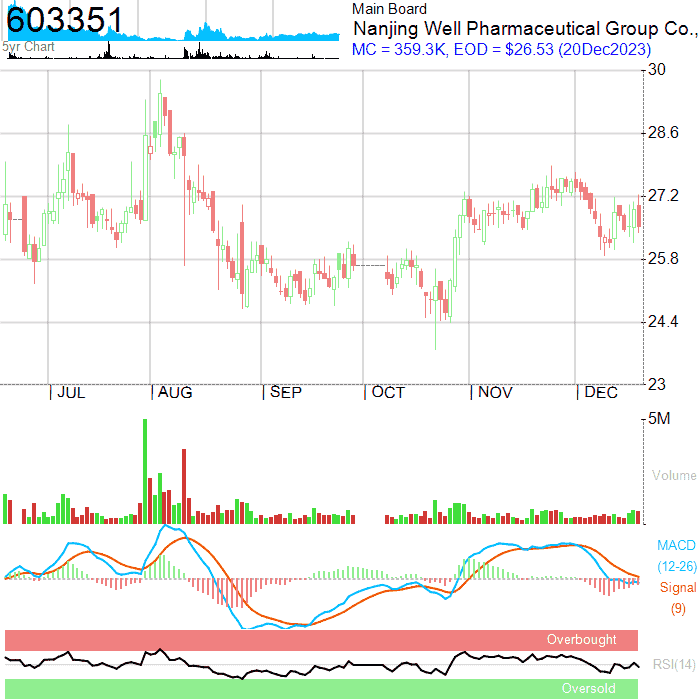 603351
5yr Chart
Main Board
Nanjing Well Pharmaceutical Group Co.,
MC = 359.3K, EOD = $26.53 (20Dec2023)
30
28.6
27.2
25.8
24.4
23
JUL AUG SEP OCT NOV DEC
5M
Volume
MACD
(12-26)
Signal
(9)
Overbought
RSI(14)
Oversold